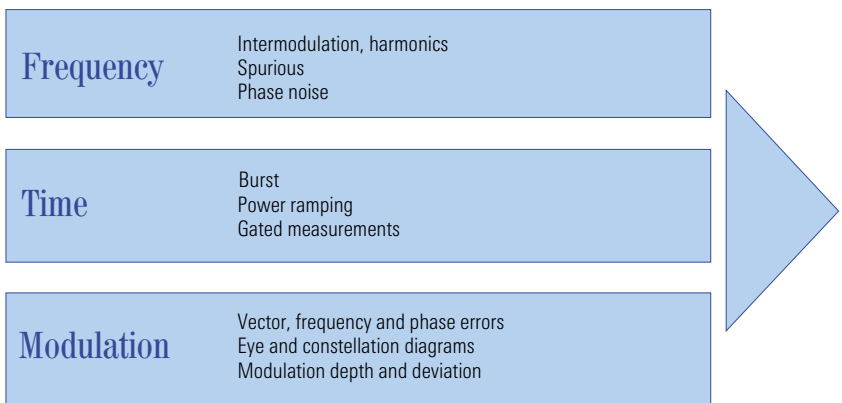 Frequency
Intermodulation, harmonics
Spurious
Phase noise
Time
Burst
Power ramping
Gated measurements
Modulation
Vector, frequency and phase errors
Eye and constellation diagrams
Modulation depth and deviation